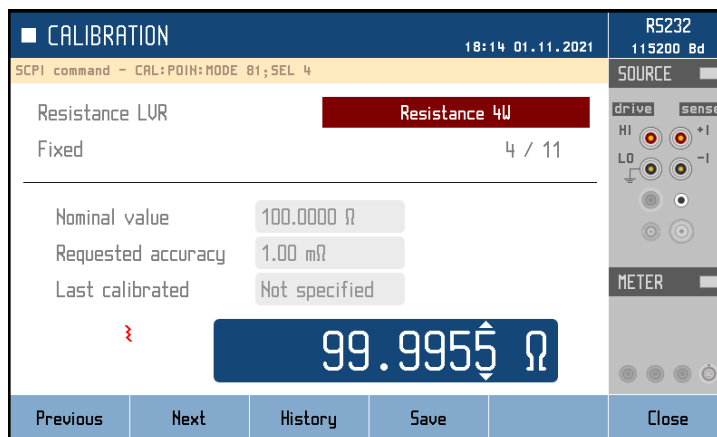 CALIBRATION
18:14 01.11.2021
RS232
115200 Bd
SCPI command - CAL:POIN:MODE 81;SEL 4
SOURCE
Resistance LVR
Resistance 4W
Fixed
4 / 11
drive
sense
HI
+I
LO
-I
Nominal value
100.0000 Ω
Requested accuracy
1.00 mΩ
Last calibrated
Not specified
METER
99.9955 Ω
Previous
Next
History
Save
Close